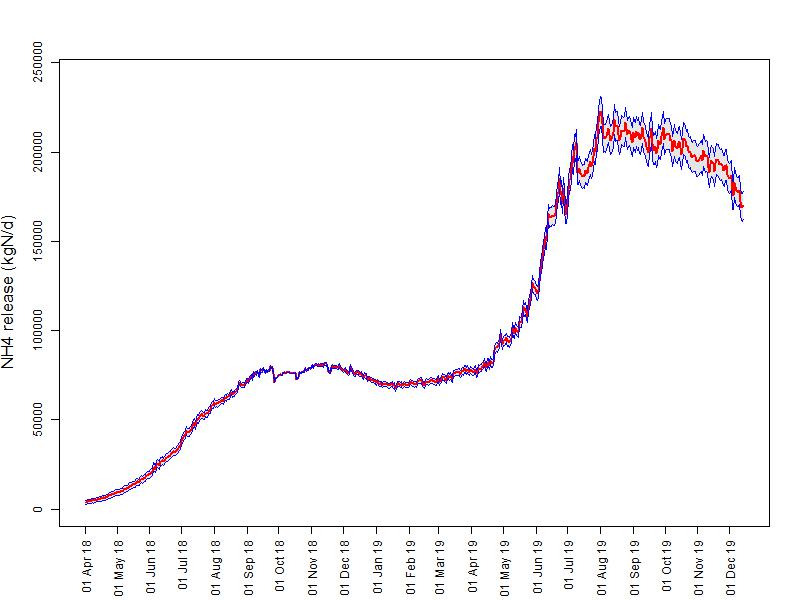 NH4 release (kgN/d)
250000
200000
150000
100000
50000
0
01 Apr 18
01 May 18
01 Jun 18
01 Jul 18
01 Aug 18
01 Sep 18
01 Oct 18
01 Nov 18
01 Dec 18
01 Jan 19
01 Feb 19
01 Mar 19
01 Apr 19
01 May 19
01 Jun 19
01 Jul 19
01 Aug 19
01 Sep 19
01 Oct 19
01 Nov 19
01 Dec 19